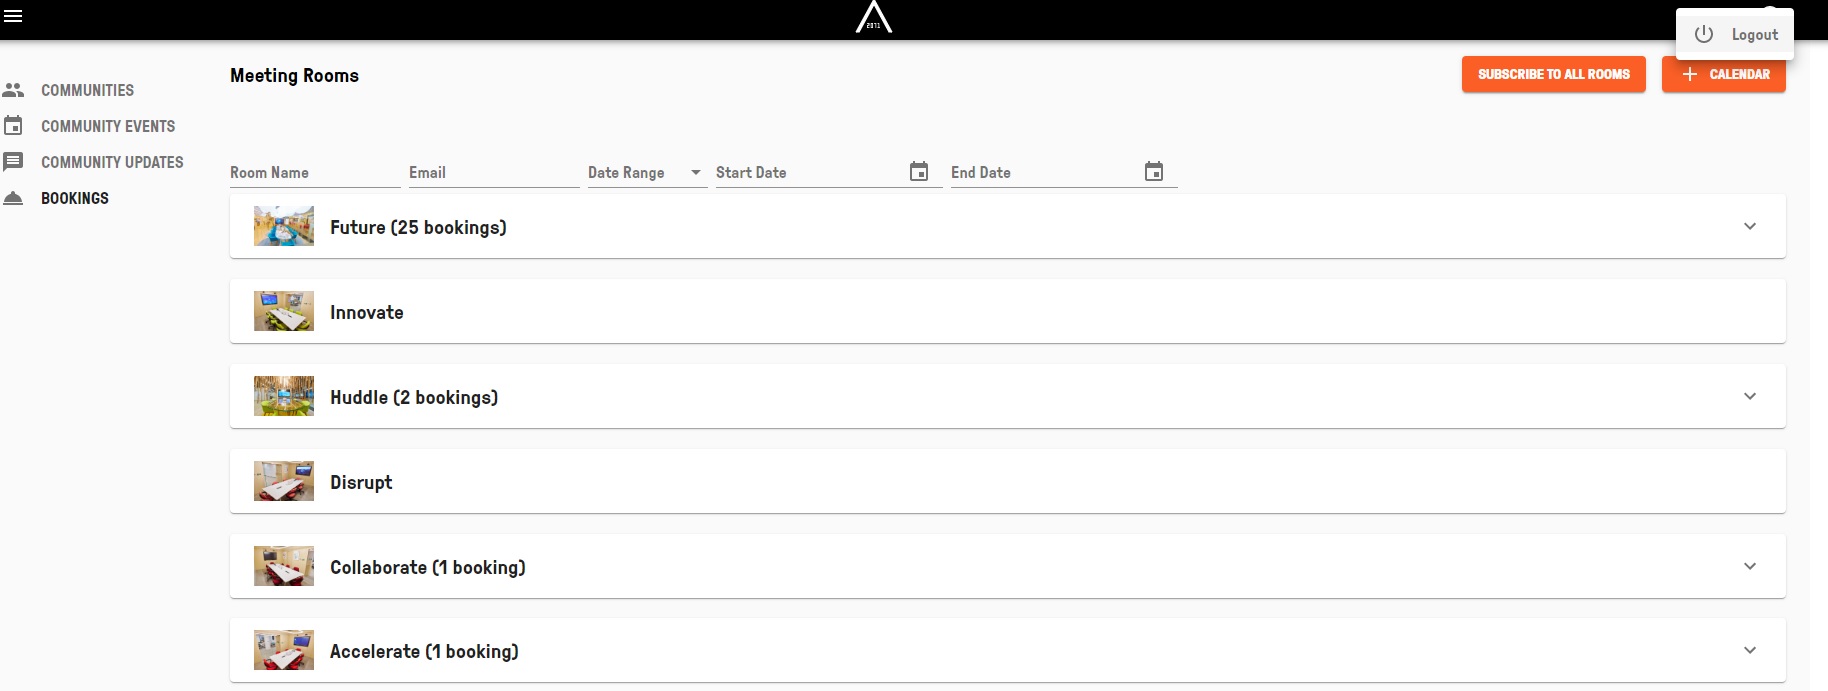 2071
Logout
Meeting Rooms
SUBSCRIBE TO ALL ROOMS
CALENDAR
COMMUNITIES
COMMUNITY EVENTS
COMMUNITY UPDATES
BOOKINGS
Room Name
Email
Date Range
Start Date
End Date
Future (25 bookings)
Innovate
Huddle (2 bookings)
Disrupt
Collaborate (1 booking)
Accelerate (1 booking)